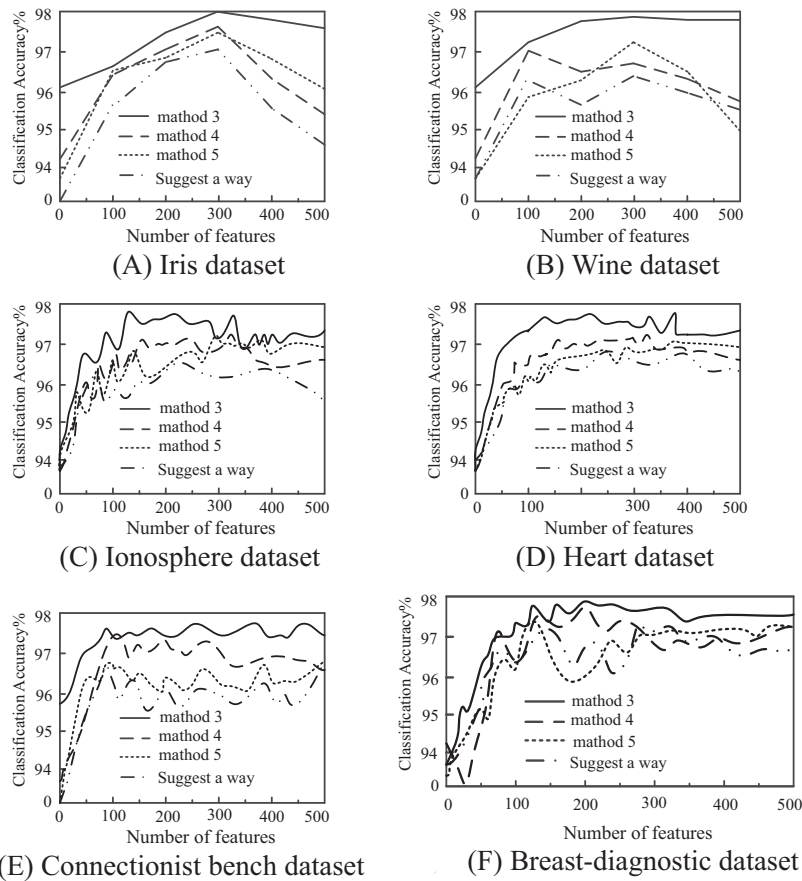 Classification Accuracy%
98
97
96
95
94
0
mathod 3
mathod 4
mathod 5
Suggest a way
0 100 200 300 400 500
Number of features
(A) Iris dataset
Classification Accuracy%
98
97
96
95
94
0
mathod 3
mathod 4
mathod 5
Suggest a way
0 100 200 300 400 500
Number of features
(B) Wine dataset
Classification Accuracy%
98
97
96
95
94
0
mathod 3
mathod 4
mathod 5
Suggest a way
0 100 200 300 400 500
Number of features
(C) Ionosphere dataset
Classification Accuracy%
98
97
96
95
94
0
mathod 3
mathod 4
mathod 5
Suggest a way
0 100 200 300 400 500
Number of features
(D) Heart dataset
Classification Accuracy%
98
97
96
95
94
0
mathod 3
mathod 4
mathod 5
Suggest a way
0 100 200 300 400 500
Number of features
(E) Connectionist bench dataset
Classification Accuracy%
98
97
96
95
94
0
mathod 3
mathod 4
mathod 5
Suggest a way
0 100 200 300 400 500
Number of features
(F) Breast-diagnostic dataset